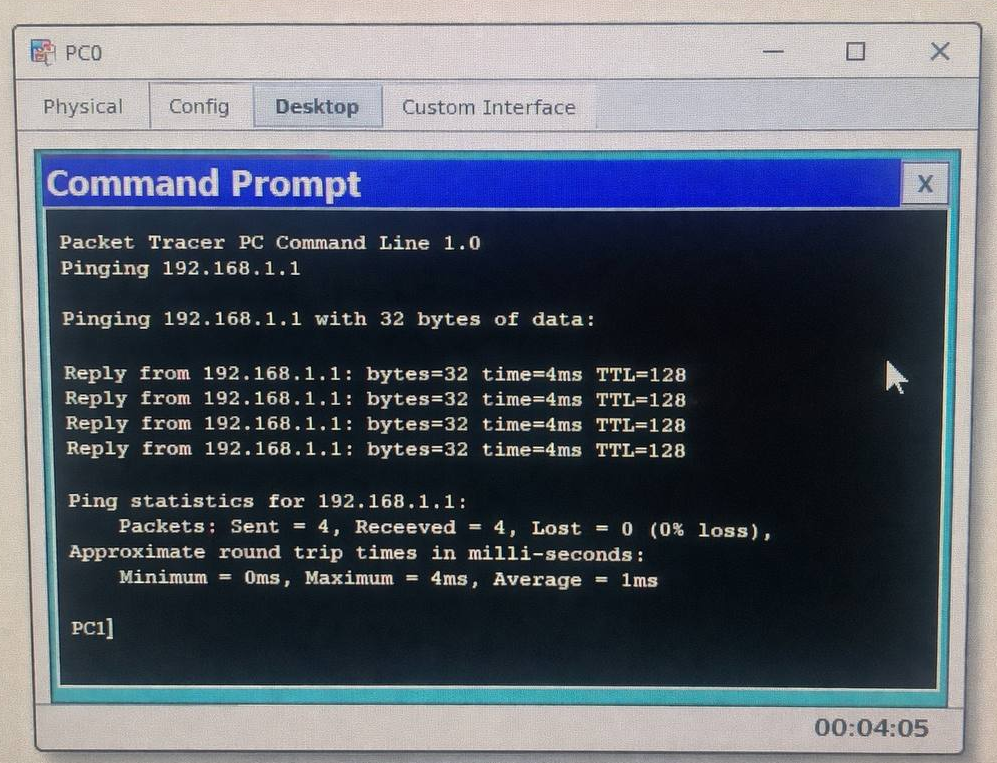 PC0
Physical Config Desktop Custom Interface
Command Prompt X
Packet Tracer PC Command Line 1.0
Pinging 192.168.1.1
Pinging 192.168.1.1 with 32 bytes of data:
Reply from 192.168.1.1: bytes=32 time=4ms TTL=128
Reply from 192.168.1.1: bytes=32 time=4ms TTL=128
Reply from 192.168.1.1: bytes=32 time=4ms TTL=128
Reply from 192.168.1.1: bytes=32 time=4ms TTL=128
Ping statistics for 192.168.1.1:
Packets: Sent = 4, Receeved = 4, Lost = 0 (0% loss),
Approximate round trip times in milli-seconds:
Minimum = 0ms, Maximum = 4ms, Average = 1ms
PC1]
00:04:05